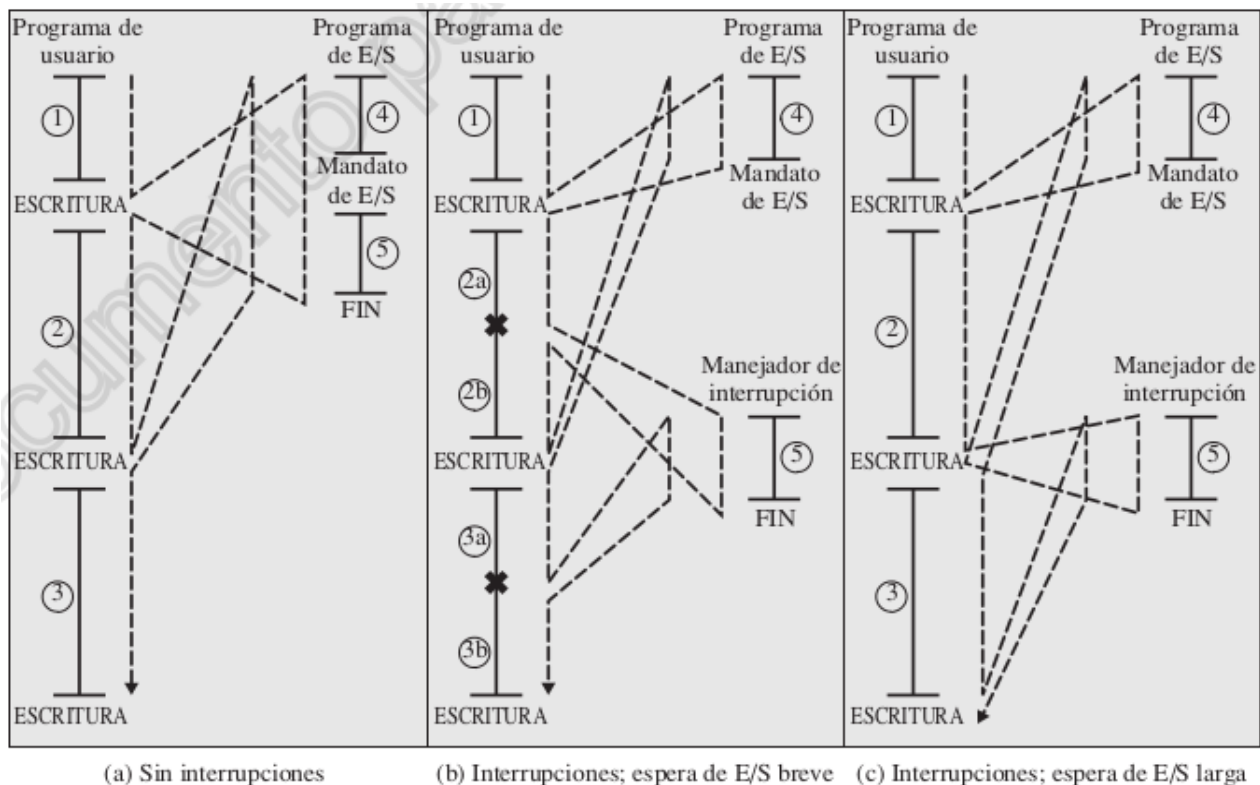 Programa de
usuario
Programa
de E/S
1
4
Mandato
de E/S
ESCRITURA
5
FIN
2
ESCRITURA
3
ESCRITURA
(a) Sin interrupciones
Programa de
usuario
Programa
de E/S
1
4
Mandato
de E/S
ESCRITURA
2a
2b
Manejador de
interrupción
ESCRITURA
5
FIN
3a
3b
ESCRITURA
(b) Interrupciones; espera de E/S breve
Programa de
usuario
Programa
de E/S
1
4
Mandato
de E/S
ESCRITURA
2
Manejador de
interrupción
ESCRITURA
5
FIN
3
ESCRITURA
(c) Interrupciones; espera de E/S larga